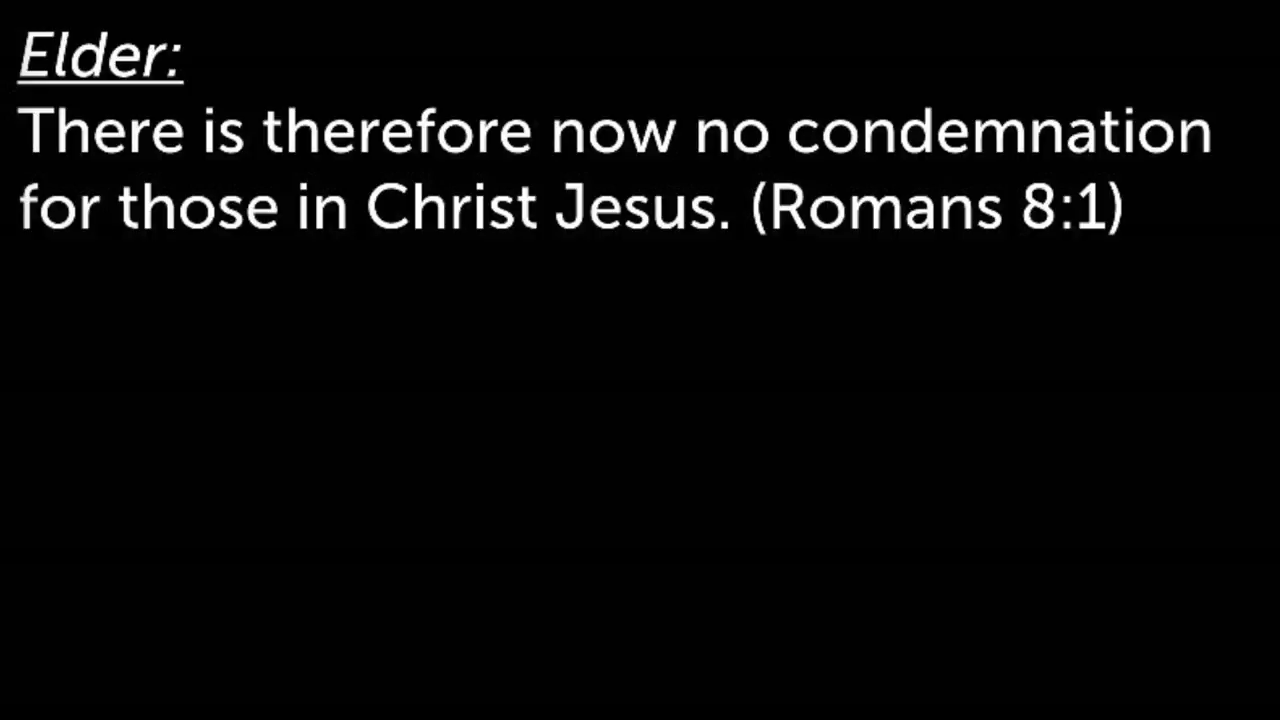 Elder:
There is therefore now no condemnation
for those in Christ Jesus. (Romans 8:1)